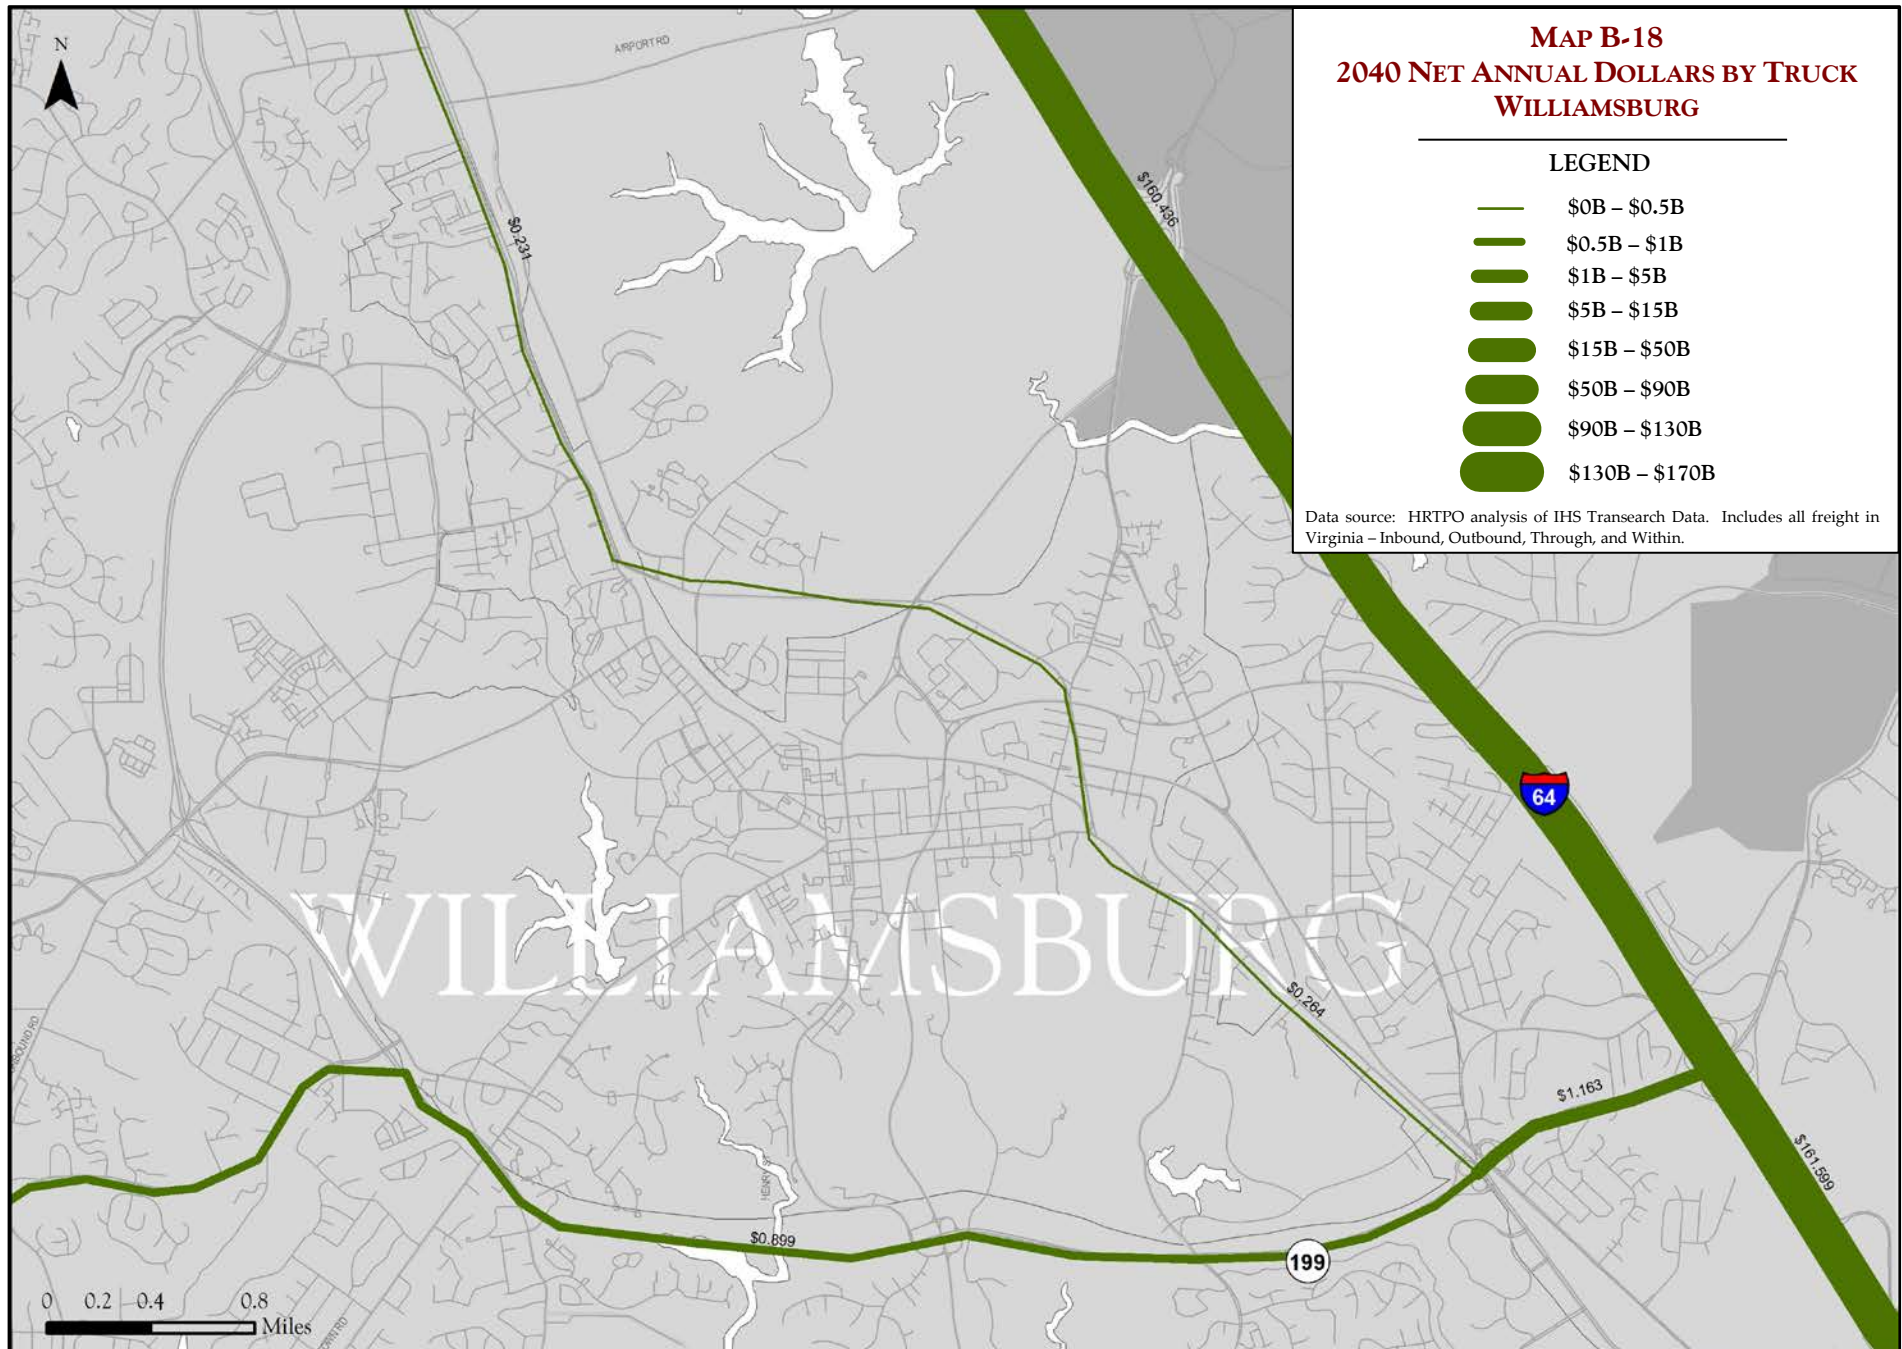 MAP B-18
2040 NET ANNUAL DOLLARS BY TRUCK
WILLIAMSBURG
LEGEND
$0B – $0.5B
$0.5B – $1B
$1B – $5B
$5B – $15B
$15B – $50B
$50B – $90B
$90B – $130B
$130B – $170B
Data source: HRTPO analysis of IHS Transearch Data. Includes all freight in
Virginia – Inbound, Outbound, Through, and Within.
N
AIRPORT RD
$160.436
$0.231
64
WILLIAMSBURG
$0.264
$1.163
$161.599
HENRY S
$0.899
199
0 0.2 0.4 0.8
Miles